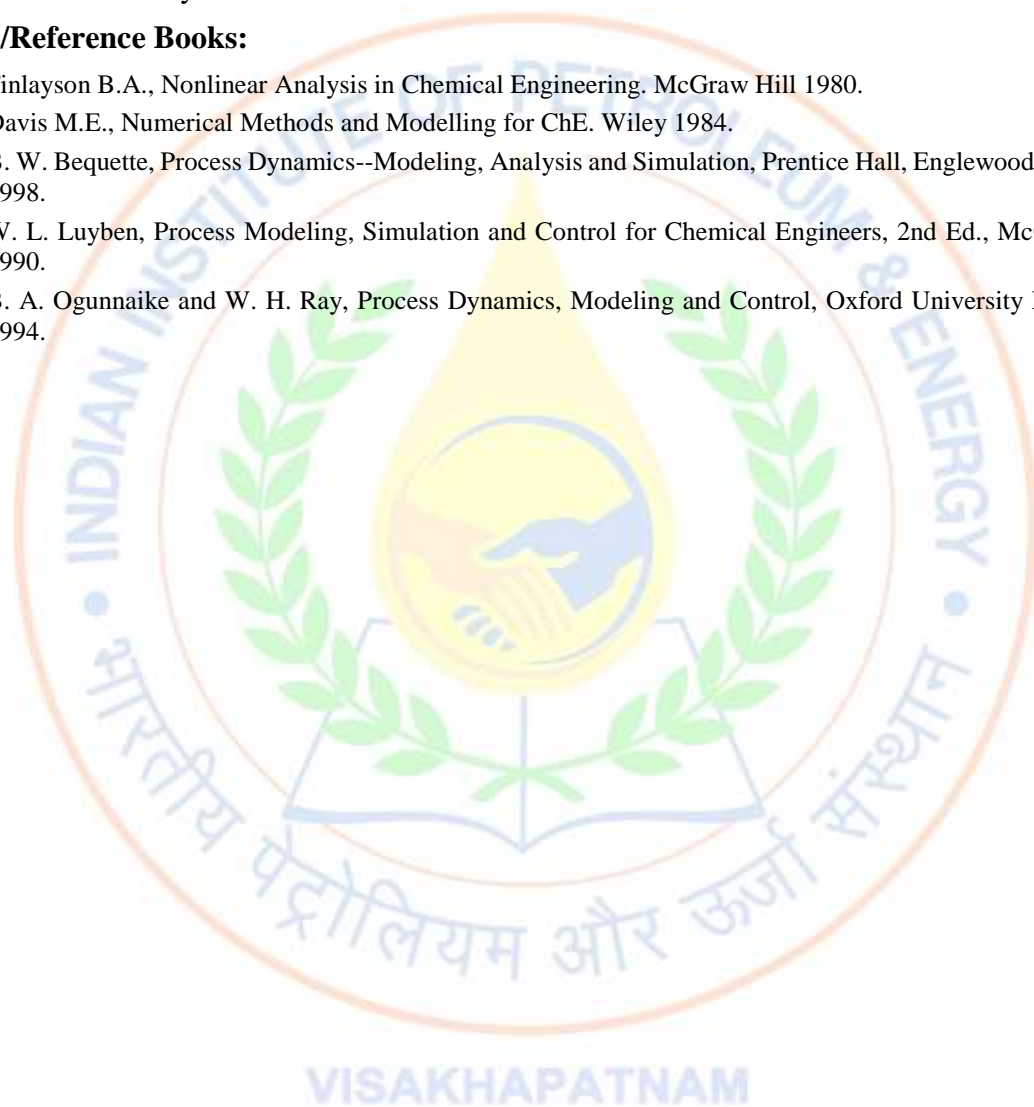 /Reference Books:
inlayson B.A., Nonlinear Analysis in Chemical Engineering. McGraw Hill 1980.
Davis M.E., Numerical Methods and Modelling for ChE. Wiley 1984.
. W. Bequette, Process Dynamics--Modeling, Analysis and Simulation, Prentice Hall, Englewood
998.
. L. Luyben, Process Modeling, Simulation and Control for Chemical Engineers, 2nd Ed., Mc
990.
. A. Ogunnaike and W. H. Ray, Process Dynamics, Modeling and Control, Oxford University
994.
INDIAN INSTITUTE OF PETROLEUM & ENERGY
भारतीय पेट्रोलियम और ऊर्जा संस्थान
VISAKHAPATNAM